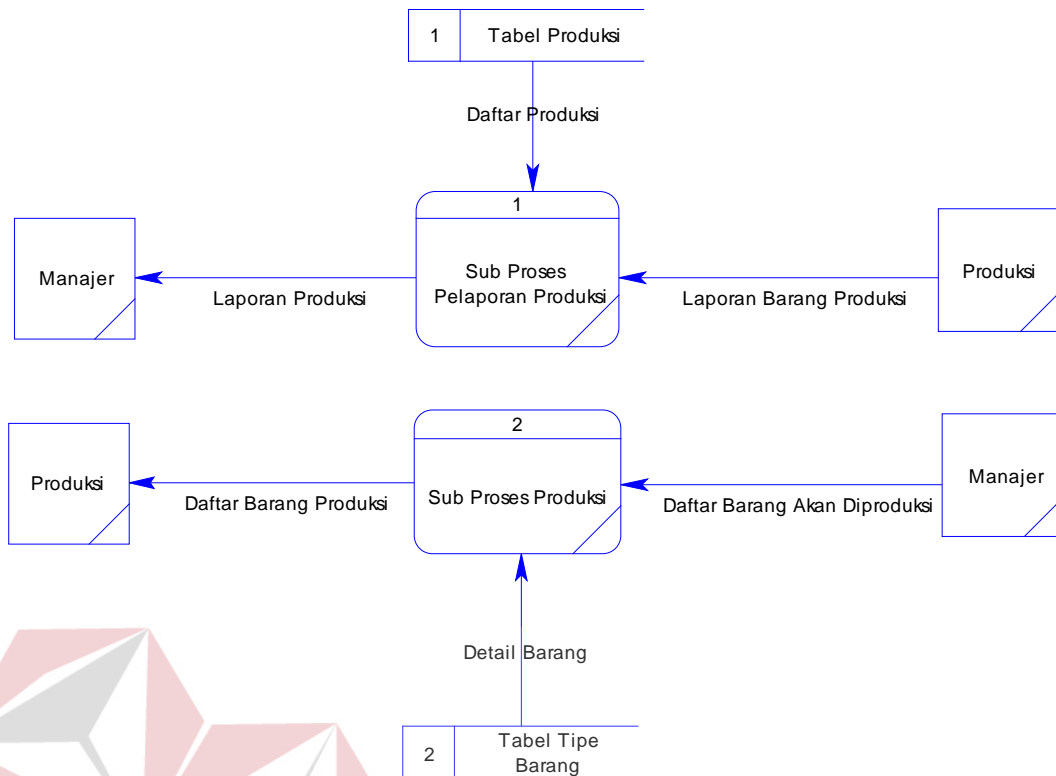 1 Tabel Produksi
Daftar Produksi
1
Manajer
Sub Proses
Pelaporan Produksi
Produksi
Laporan Produksi
Laporan Barang Produksi
2
Produksi
Sub Proses Produksi
Manajer
Daftar Barang Produksi
Daftar Barang Akan Diproduksi
Detail Barang
2 Tabel Tipe
Barang